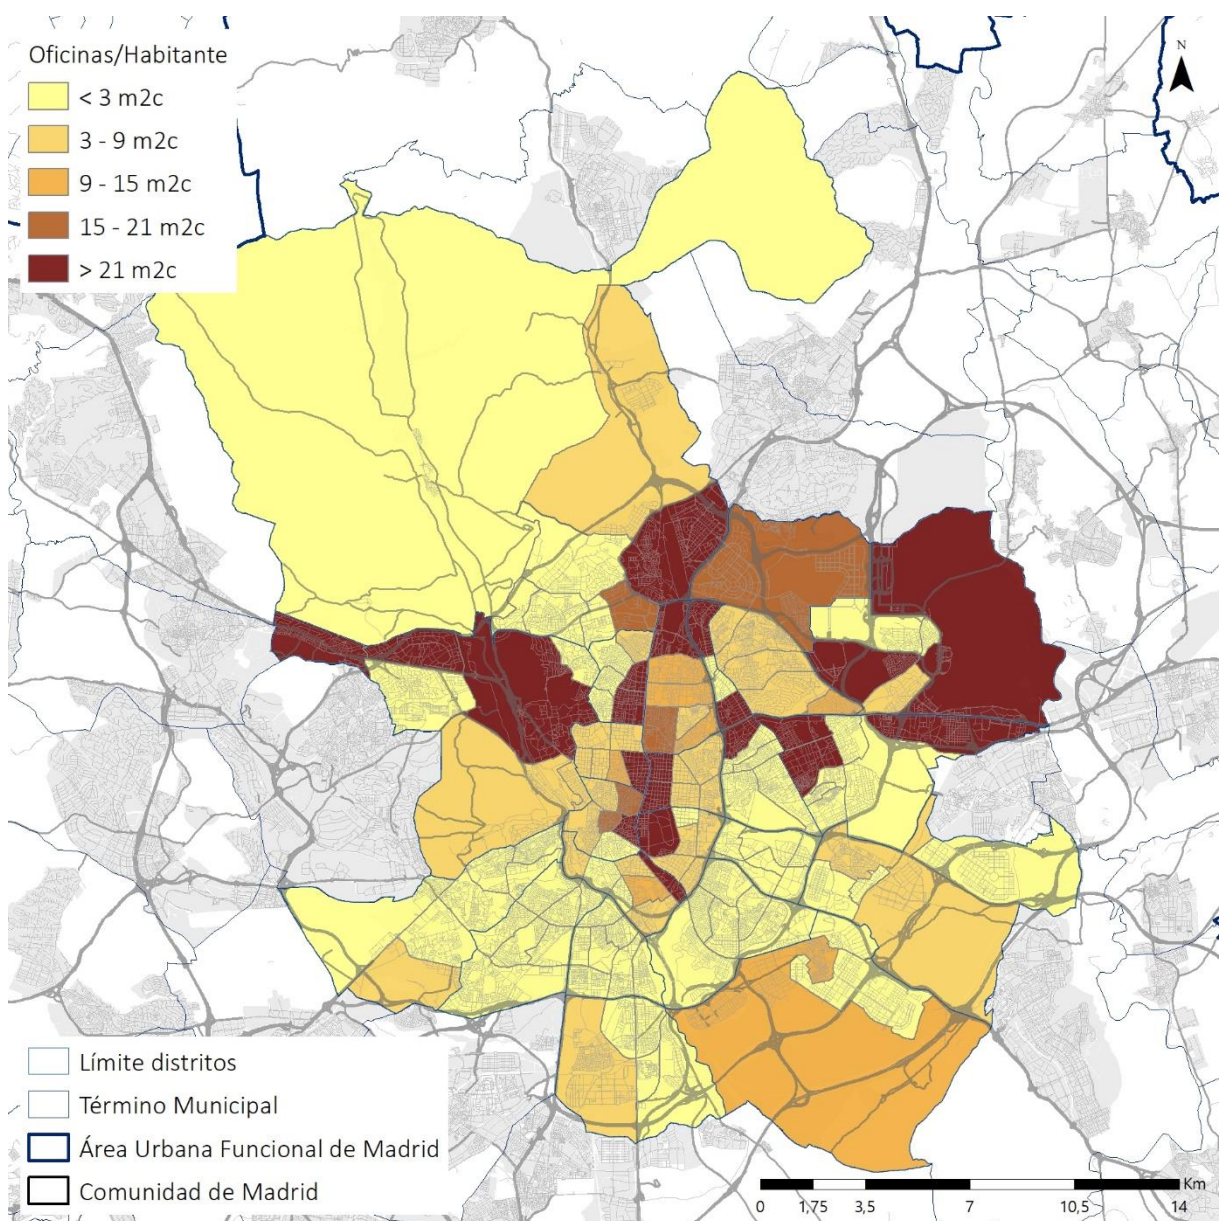 Oficinas/Habitante
< 3 m2c
3 - 9 m2c
9 - 15 m2c
15 - 21 m2c
> 21 m2c
N
Límite distritos
Término Municipal
Área Urbana Funcional de Madrid
Comunidad de Madrid
Km
0 1,75 3,5 7 10,5 14